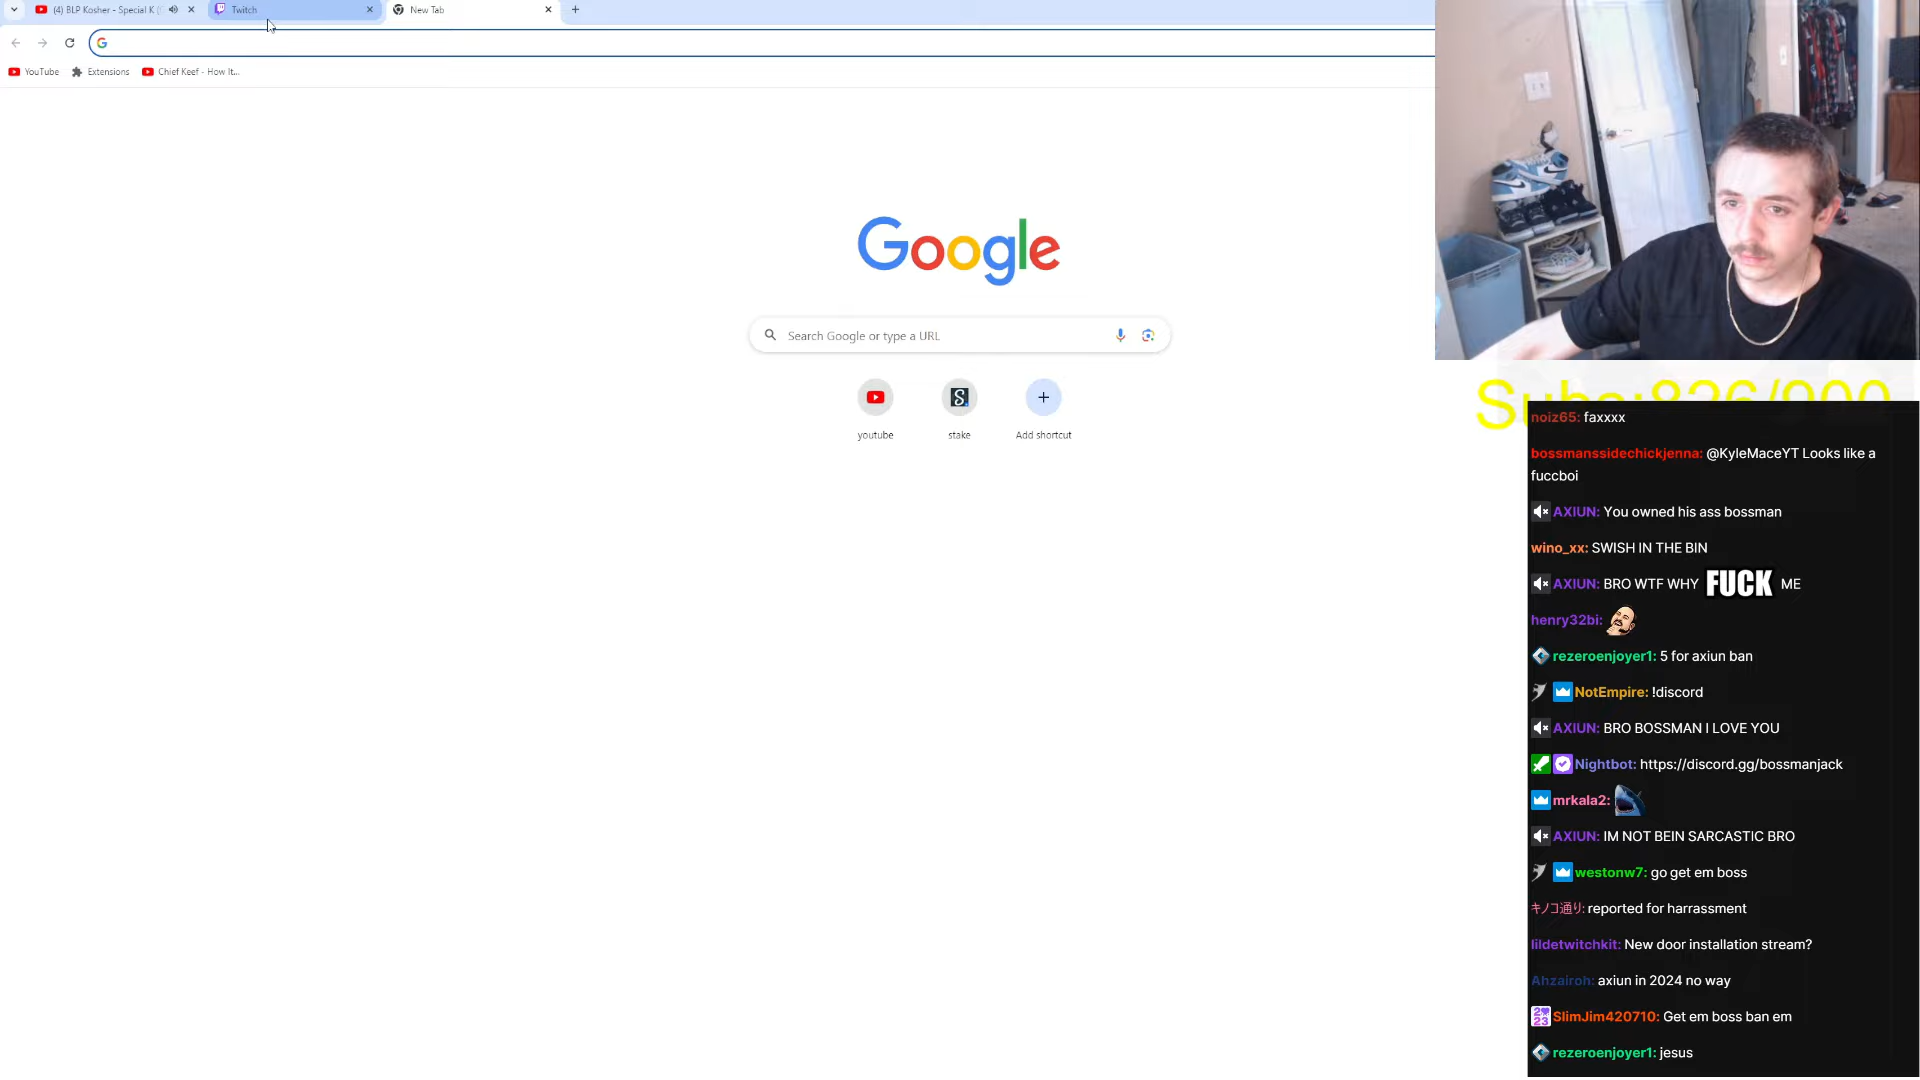 (4) BLP Kosher - Special K (
Twitch
New Tab
YouTube
Extensions
Chief Keef - How It...
Google
Search Google or type a URL
youtube
stake
Add shortcut
Subs:826/900
noiz65: faxxxx
bossmanssidechickjenna: @KyleMaceYT Looks like a
fuccboi
AXIUN: You owned his ass bossman
wino_xx: SWISH IN THE BIN
AXIUN: BRO WTF WHY FUCK ME
henry32bi:
rezeroenjoyer1: 5 for axiun ban
NotEmpire: !discord
AXIUN: BRO BOSSMAN I LOVE YOU
Nightbot: https://discord.gg/bossmanjack
mrkala2:
AXIUN: IM NOT BEIN SARCASTIC BRO
westonw7: go get em boss
キノコ通り: reported for harrassment
lildetwitchkit: New door installation stream?
Ahzairoh: axiun in 2024 no way
SlimJim420710: Get em boss ban em
rezeroenjoyer1: jesus